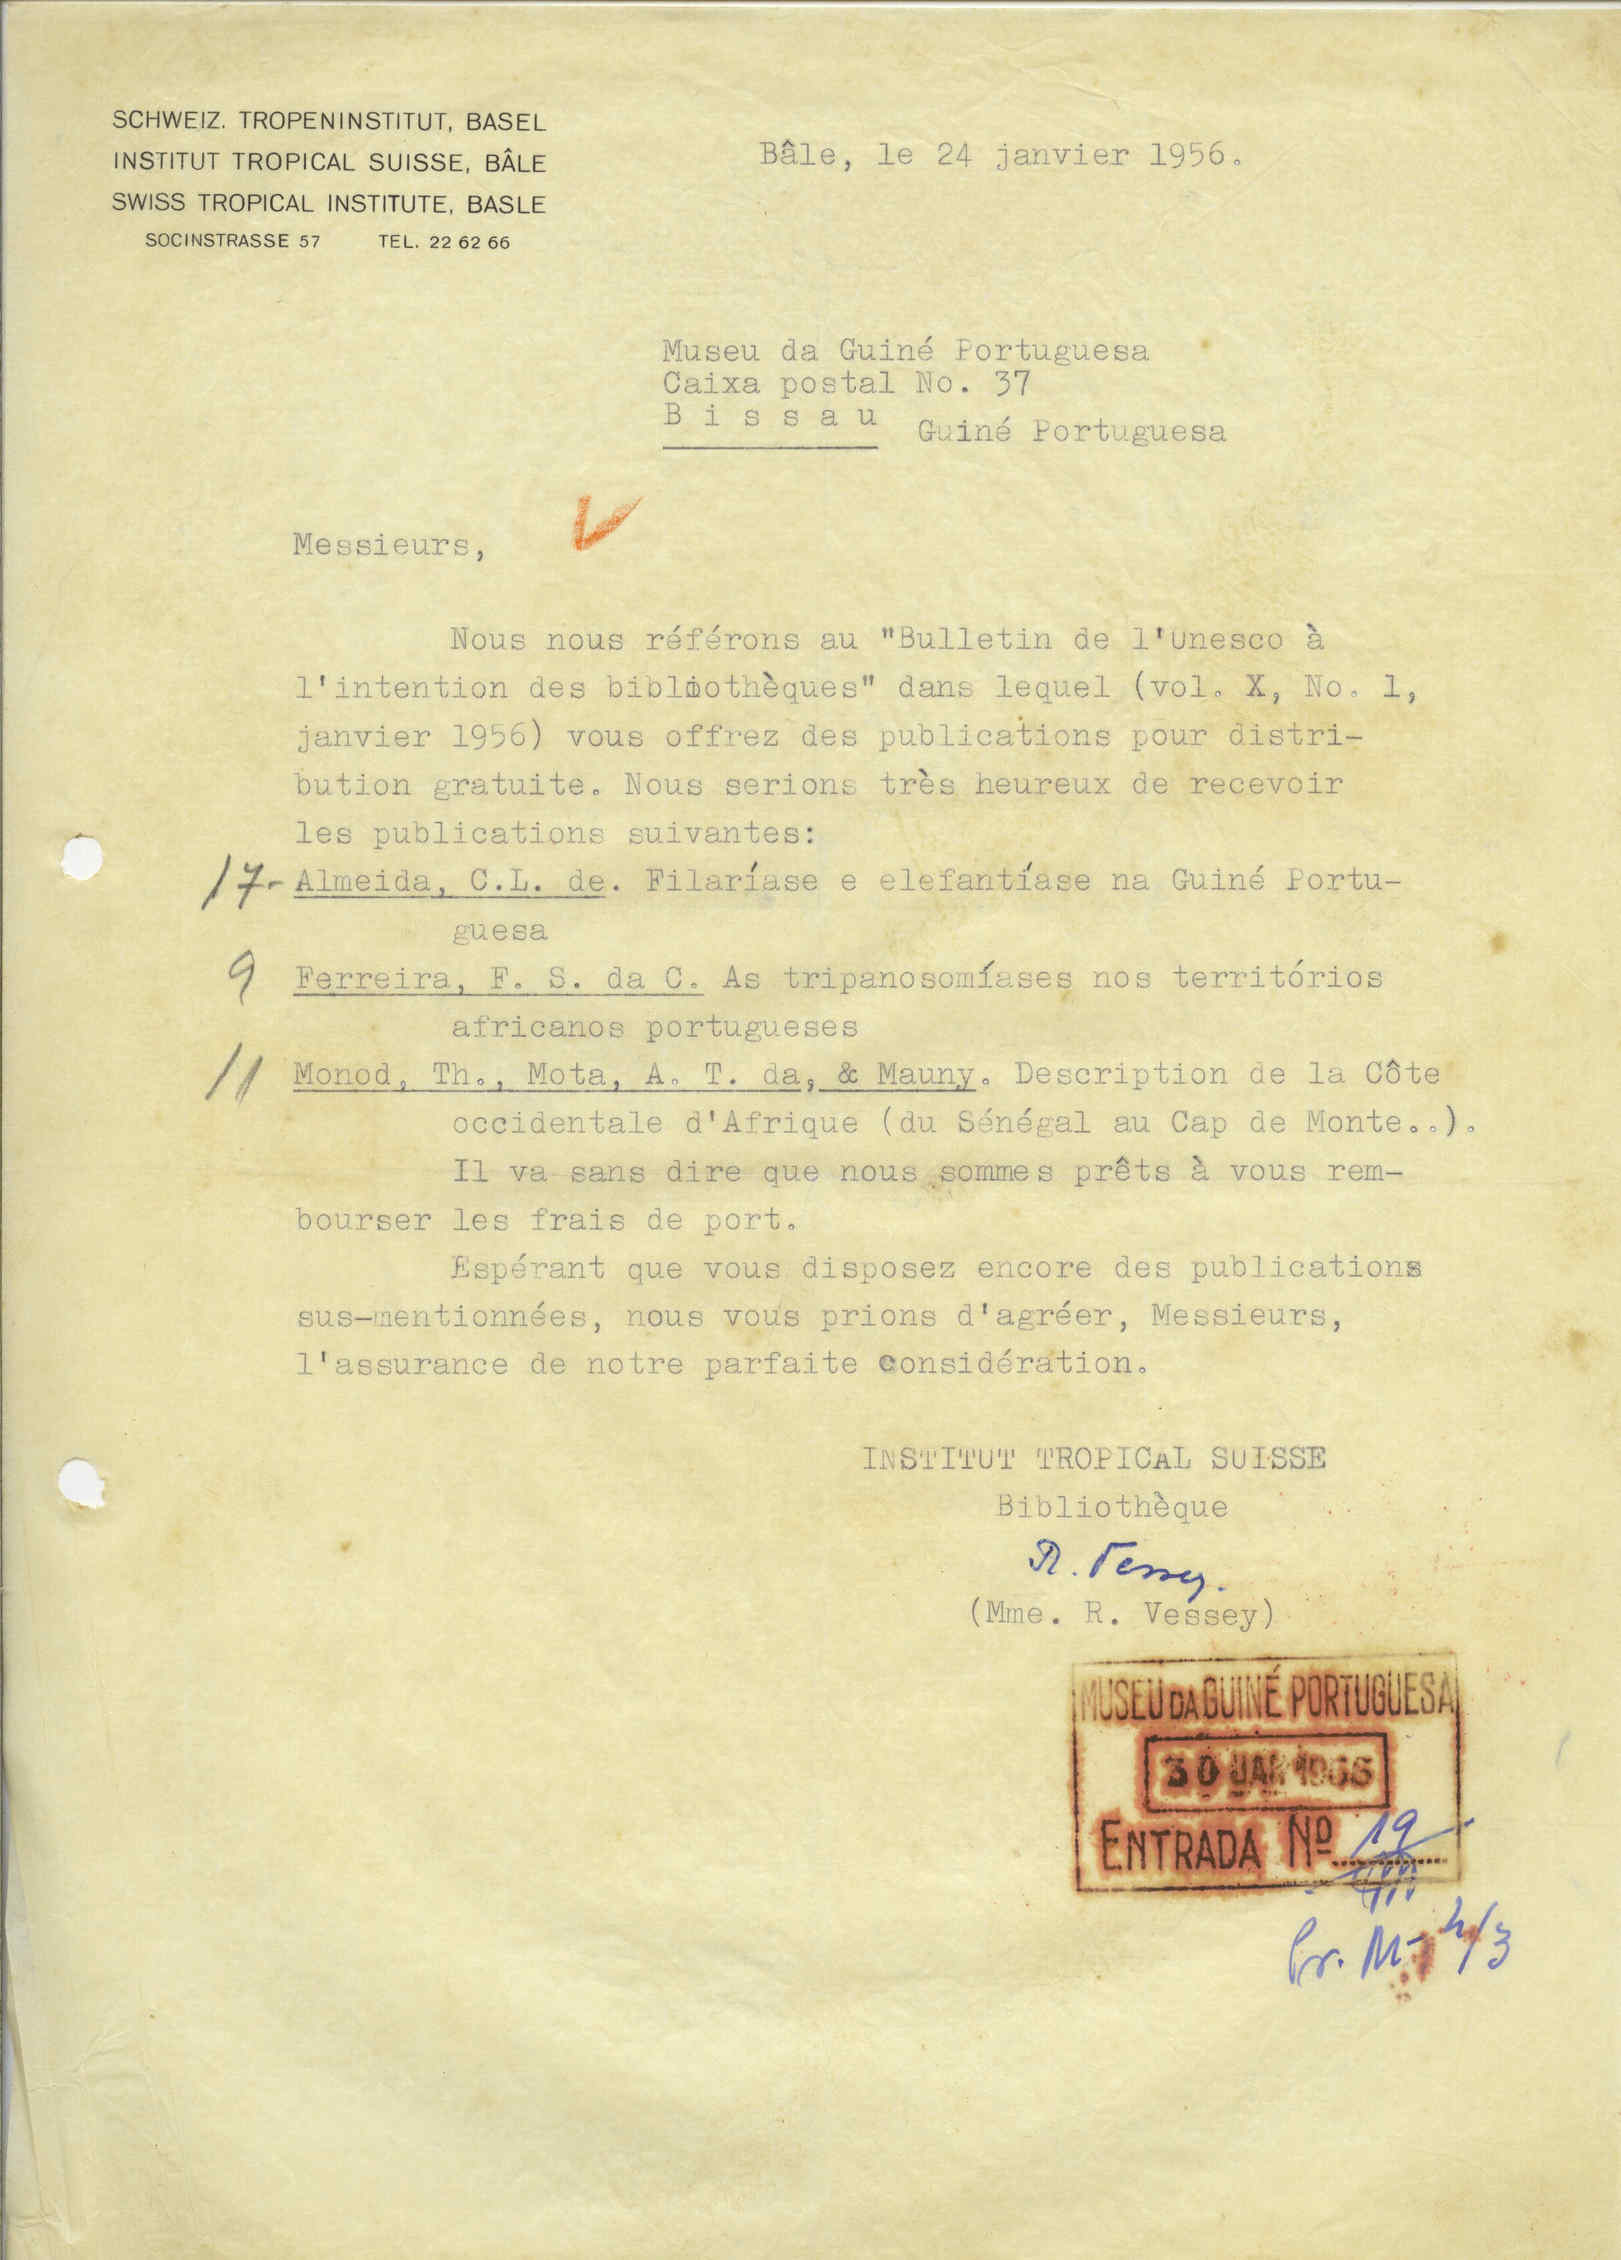 SCHWEIZ. TROPENINSTITUT, BASEL
INSTITUT TROPICAL SUISSE, BÂLE
SWISS TROPICAL INSTITUTE, BASLE
SOCINSTRASSE 57 TEL. 22 62 66
Bâle, le 24 janvier 1956.
Museu da Guiné Portuguesa
Caixa postal No. 37
B i s s a u
Guiné Portuguesa
Messieurs,
Nous nous référons au "Bulletin de l'Unesco à
l'intention des bibliothèques" dans lequel (vol. X, No. 1,
janvier 1956) vous offrez des publications pour distri-
bution gratuite. Nous serions très heureux de recevoir
les publications suivantes:
17- Almeida, C.L. de. Filaríase e elefantíase na Guiné Portu-
guesa
9 Ferreira, F. S. da C. As tripanosomíases nos territórios
africanos portugueses
11 Monod, Th., Mota, A. T. da, & Mauny. Description de la Côte
occidentale d'Afrique (du Sénégal au Cap de Monte..).
Il va sans dire que nous sommes prêts à vous rem-
bourser les frais de port.
Espérant que vous disposez encore des publications
sus-mentionnées, nous vous prions d'agréer, Messieurs,
l'assurance de notre parfaite considération.
INSTITUT TROPICAL SUISSE
Bibliothèque
R. Vessey.
(Mme. R. Vessey)
MUSEU DA GUINÉ PORTUGUESA
30 JAN 1956
ENTRADA Nº 19